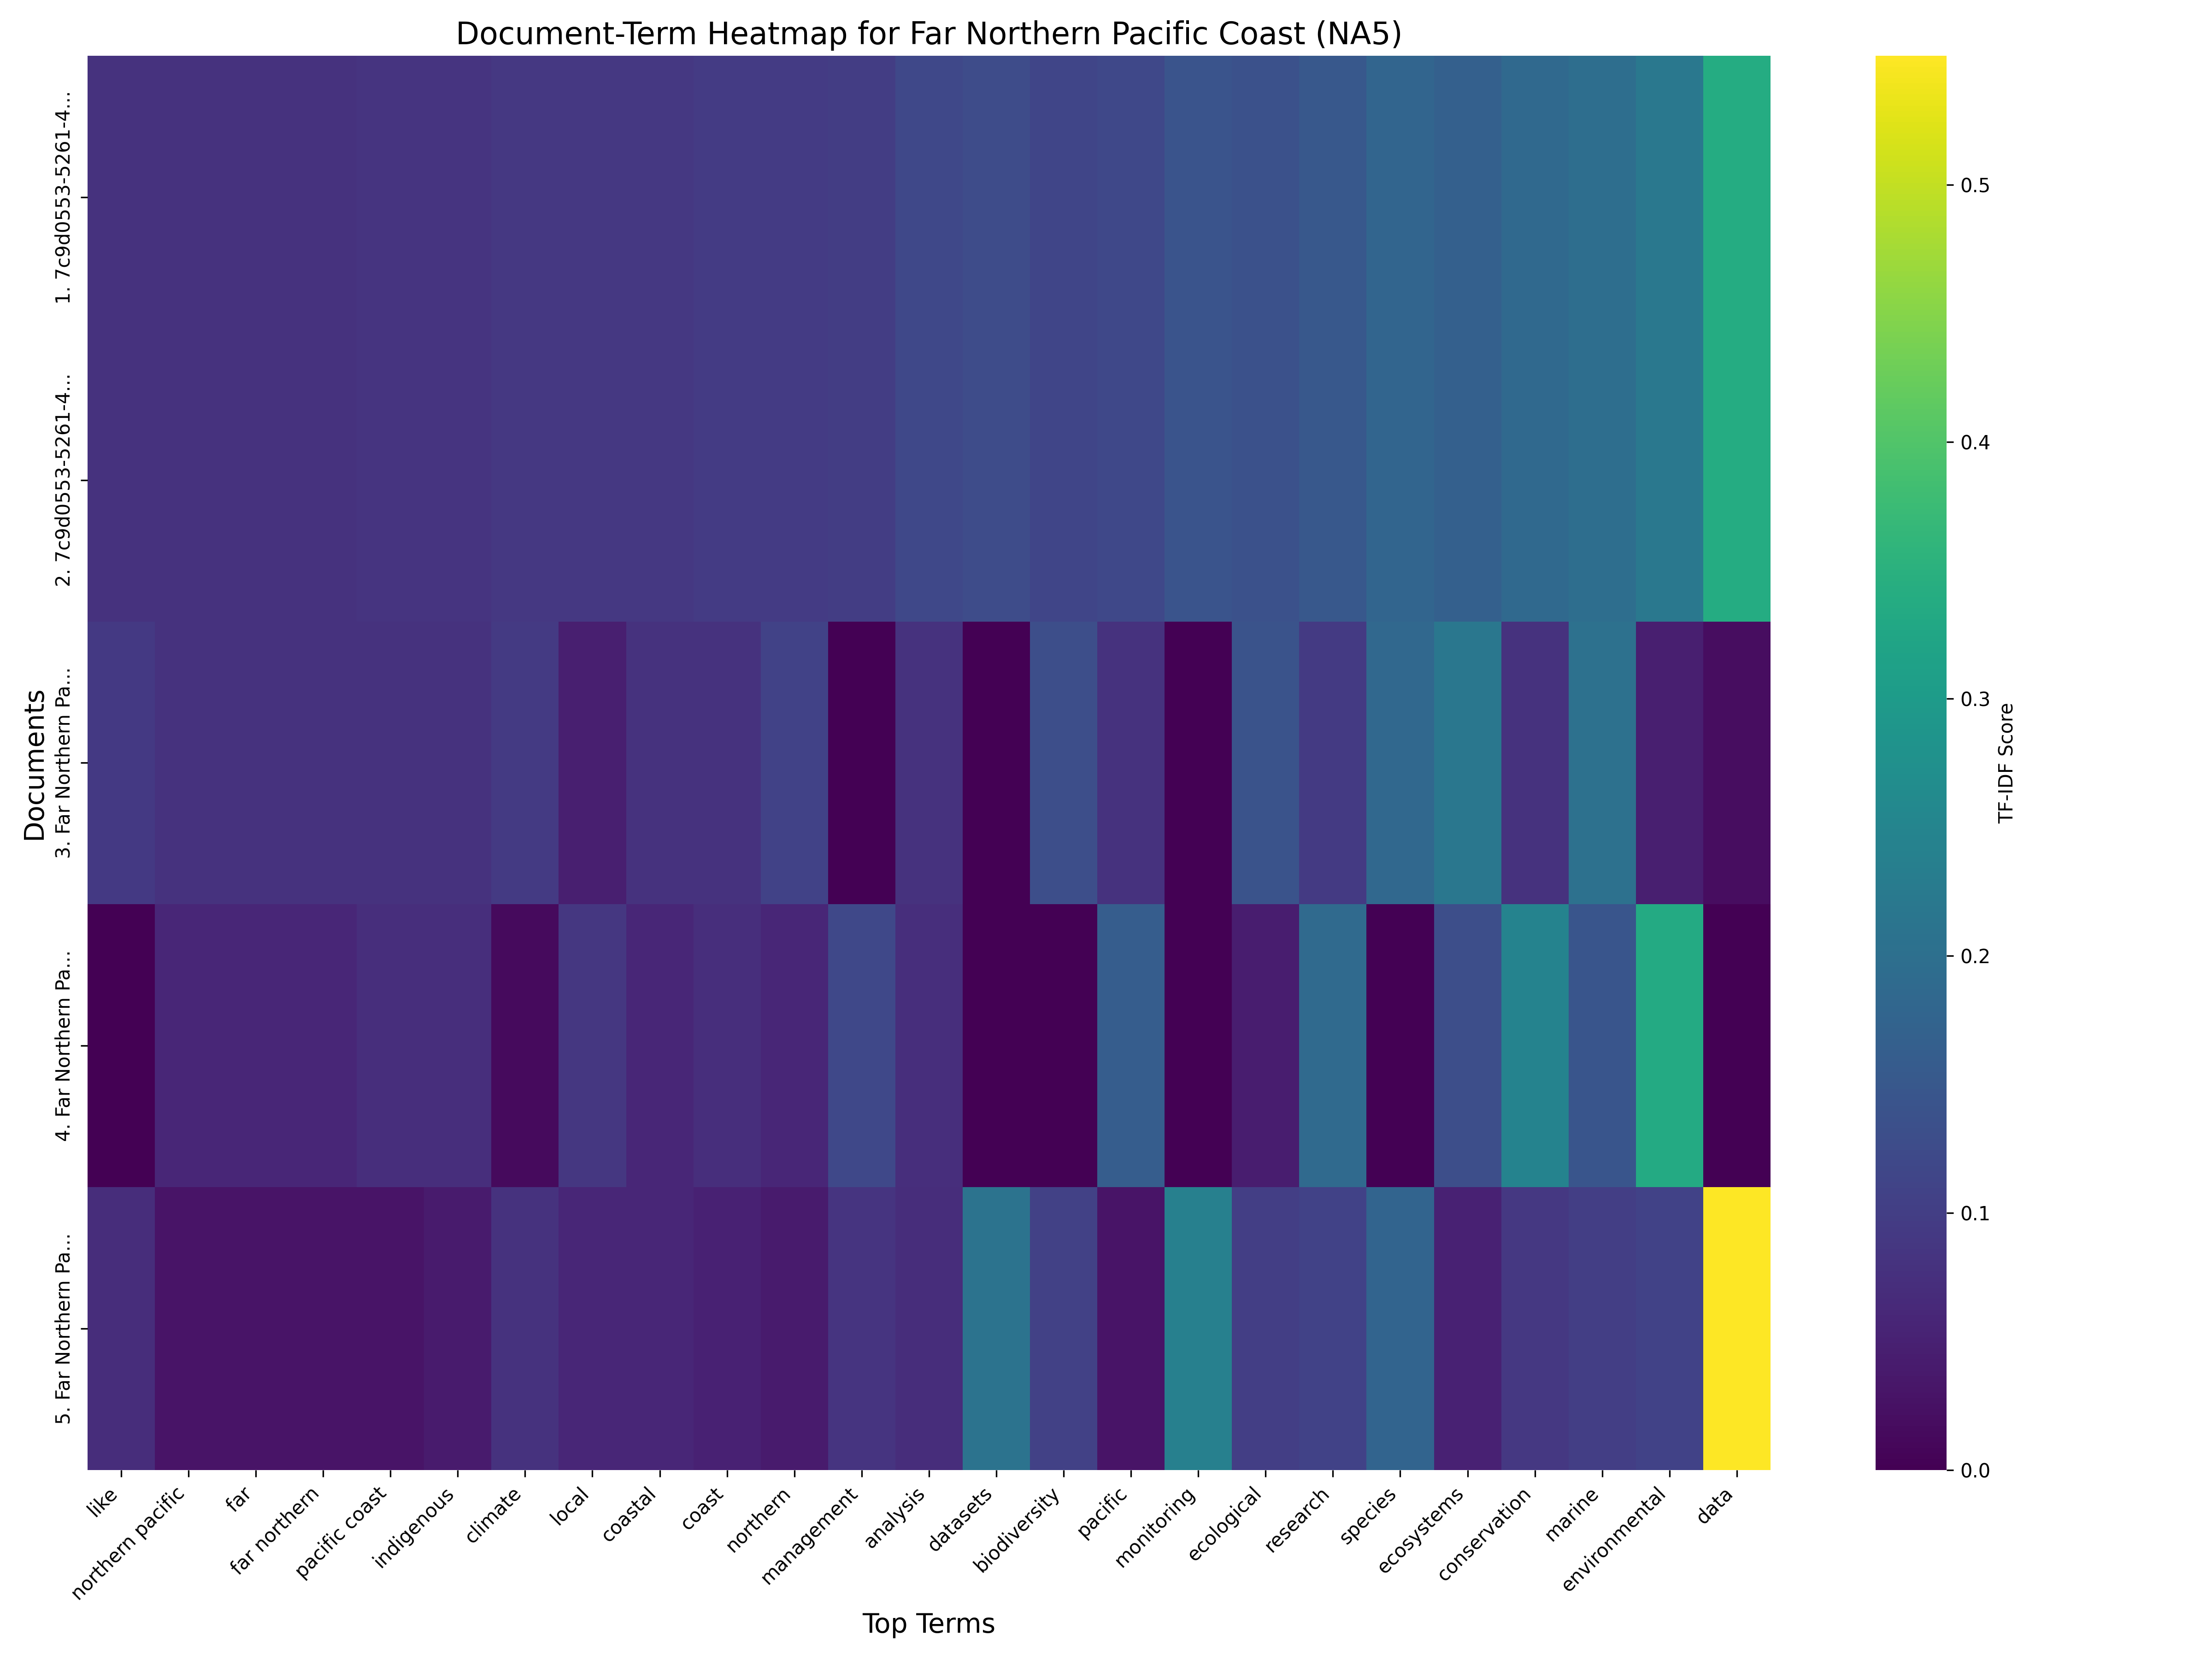 Document-Term Heatmap for Far Northern Pacific Coast (NA5)
Documents
1. 7c9d0553-5261-4...
2. 7c9d0553-5261-4...
3. Far Northern Pa...
4. Far Northern Pa...
5. Far Northern Pa...
like
northern pacific
far
far northern
pacific coast
indigenous
climate
local
coastal
coast
northern
management
analysis
datasets
biodiversity
pacific
monitoring
ecological
research
species
ecosystems
conservation
marine
environmental
data
Top Terms
0.5
0.4
0.3
0.2
0.1
0.0
TF-IDF Score